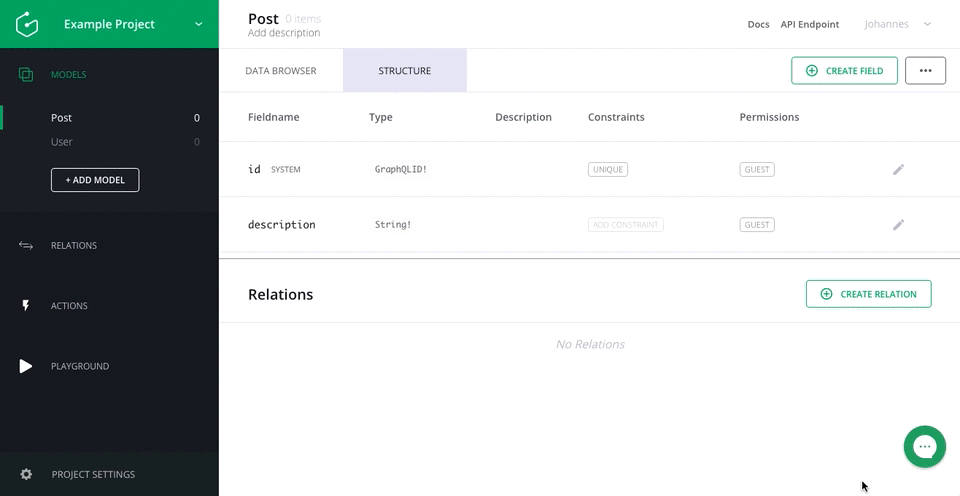 Example Project
MODELS
Post 0
User 0
+ ADD MODEL
RELATIONS
ACTIONS
PLAYGROUND
PROJECT SETTINGS
Post 0 items
Add description
Docs API Endpoint Johannes
DATA BROWSER STRUCTURE CREATE FIELD
Fieldname Type Description Constraints Permissions
id SYSTEM GraphQLID! UNIQUE GUEST
description String! ADD CONSTRAINT GUEST
Relations CREATE RELATION
No Relations